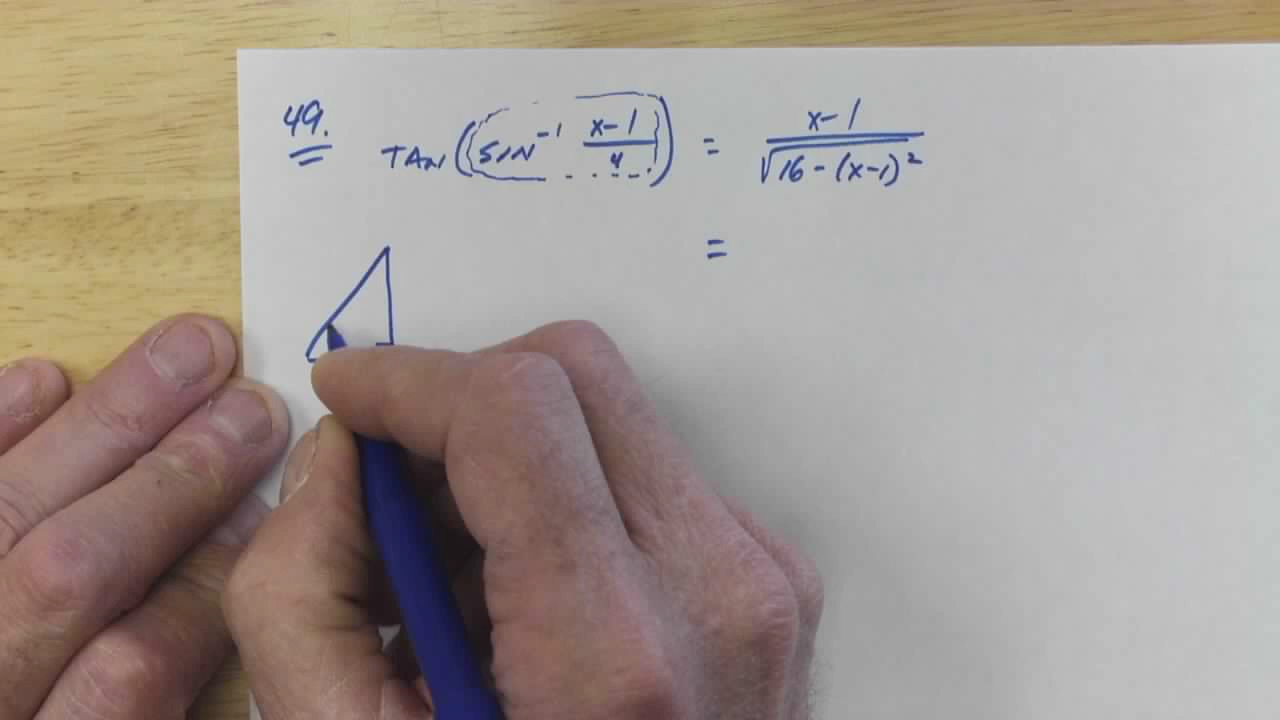 49. TAN (SIN⁻¹ x-1/4) = x-1/√16-(x-1)²
=